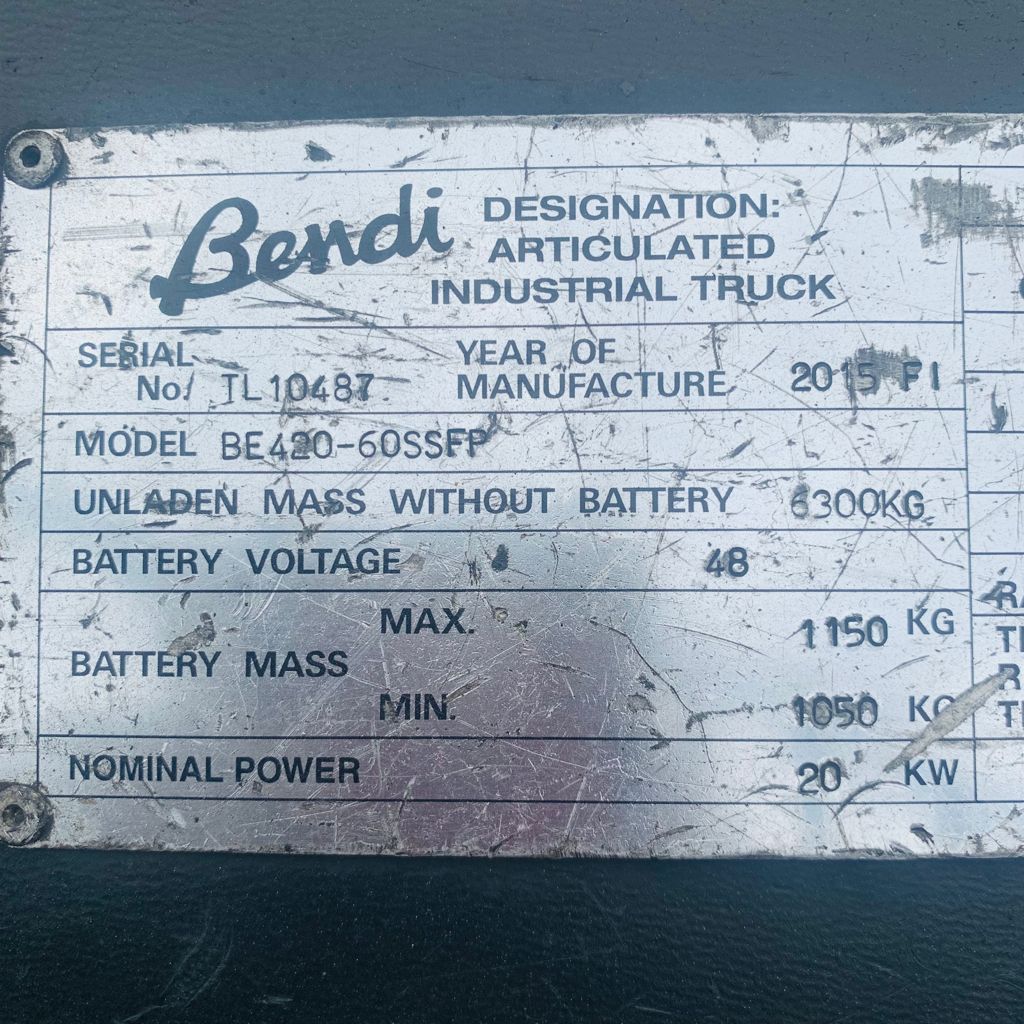 Bendi
DESIGNATION:
ARTICULATED
INDUSTRIAL TRUCK
SERIAL
No. TL10487
YEAR OF
MANUFACTURE 2015 FI
MODEL BE420-60SSFP
UNLADEN MASS WITHOUT BATTERY 6300KG
BATTERY VOLTAGE 48
BATTERY MASS
MAX. 1150 KG
MIN. 1050 KG
NOMINAL POWER 20 KW